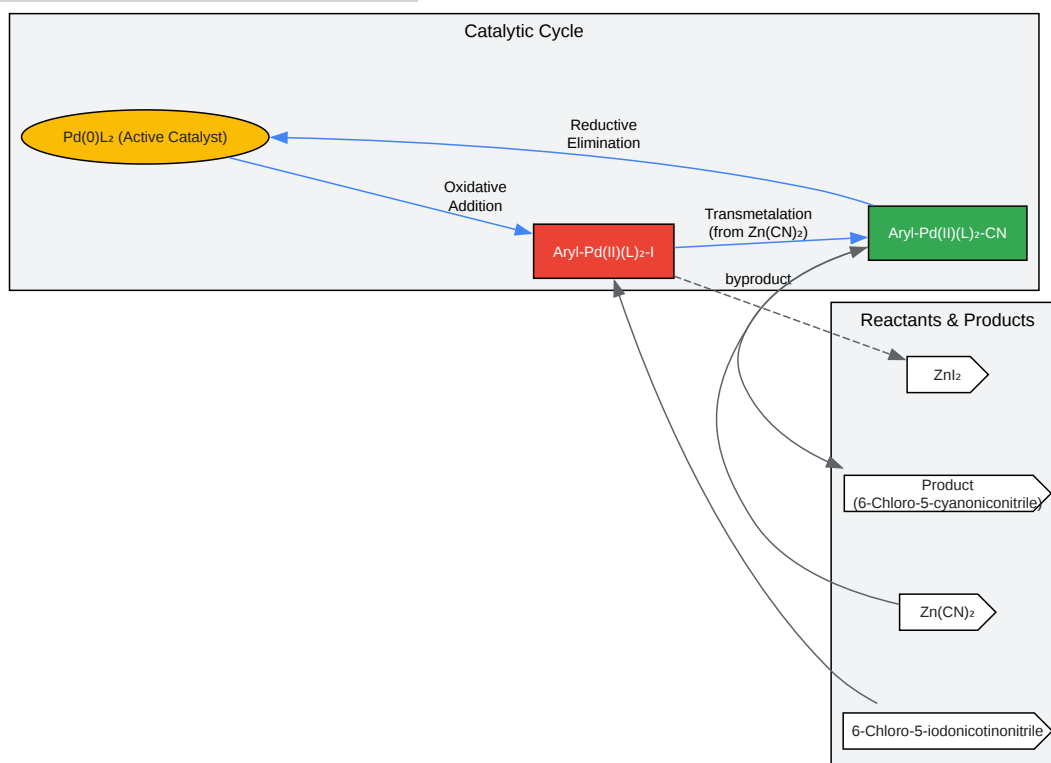 Catalytic Cycle
Pd(0)L₂ (Active Catalyst)
Reductive
Elimination
Oxidative
Addition
Transmetalation
(from Zn(CN)₂)
Aryl-Pd(II)(L)₂-I
Aryl-Pd(II)(L)₂-CN
byproduct
Reactants & Products
ZnI₂
Product
(6-Chloro-5-cyanoniconitrile)
Zn(CN)₂
6-Chloro-5-iodonicotinonitrile